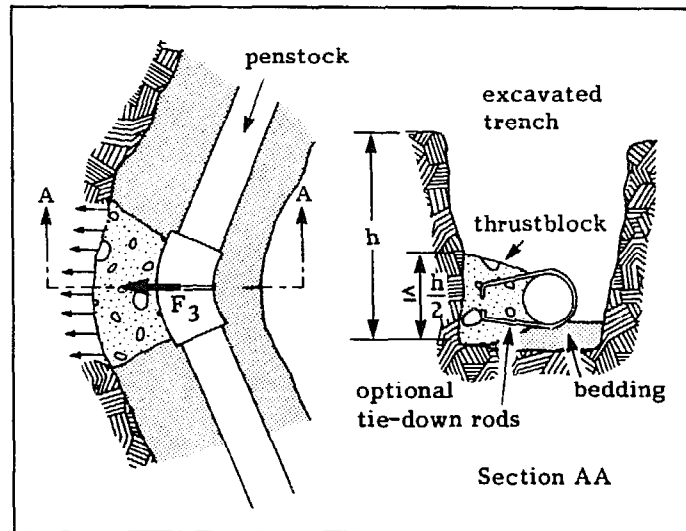 penstock
A
A
F3
excavated
trench
thrustblock
h
≤ h/2
optional
tie-down rods
bedding
Section AA